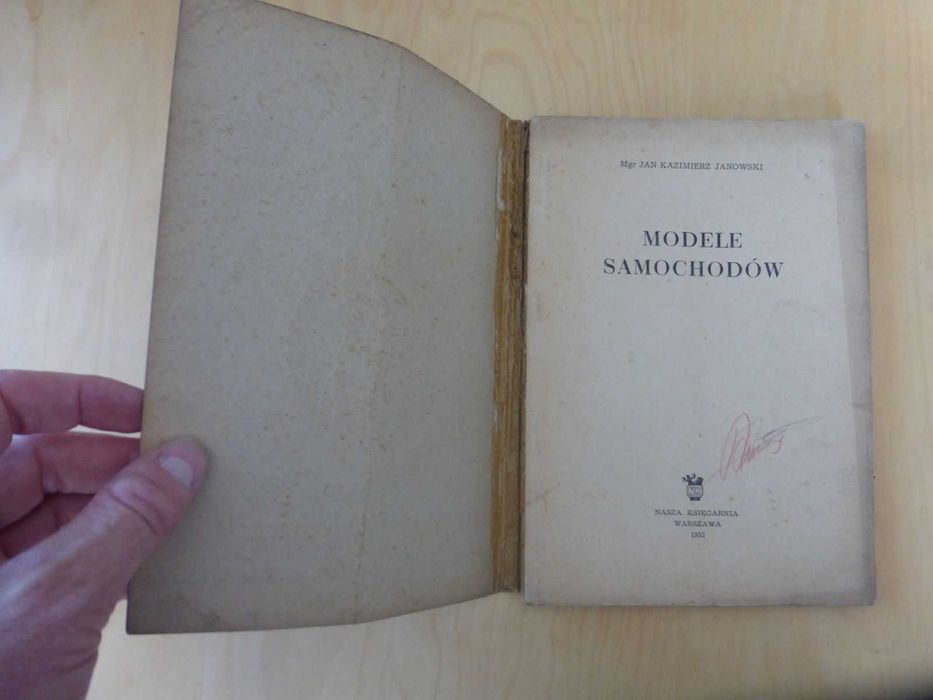 Mgr JAN KAZIMIERZ JANOWSKI
MODELE
SAMOCHODÓW
NASZA KSIĘGARNIA
WARSZAWA
1952